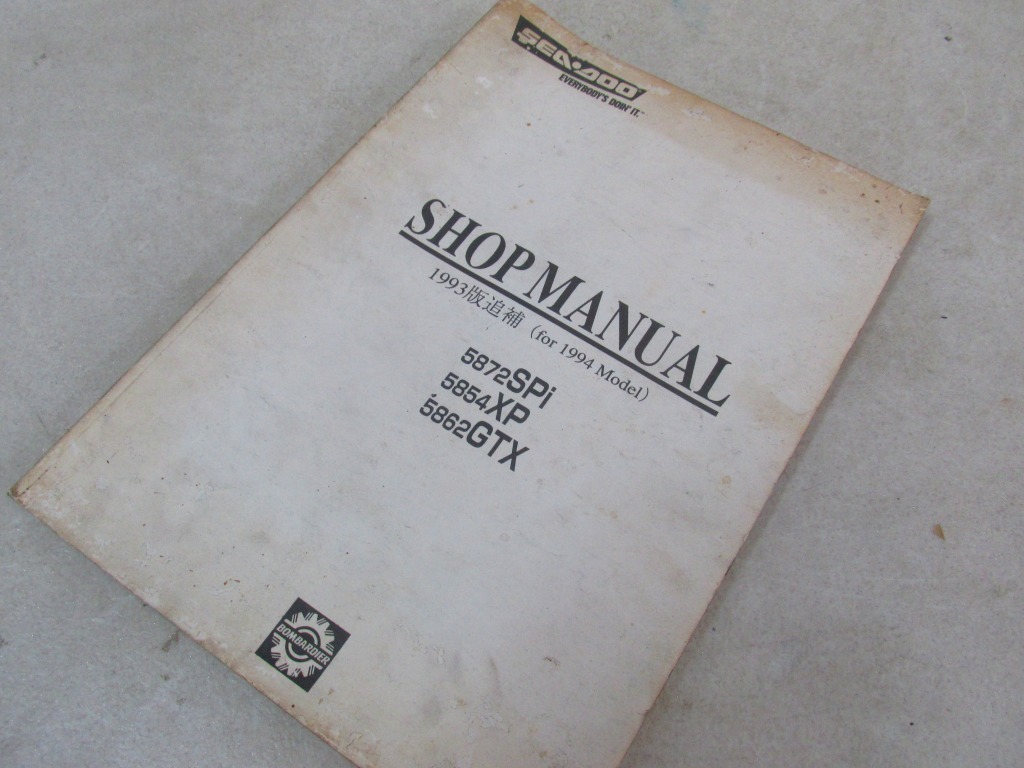 SEA•DOO
EVERYBODY'S DOIN' IT.™
SHOP MANUAL
1993版追補 (for 1994 Model)
5872SPi
5854XP
5862GTX
BOMBARDIER